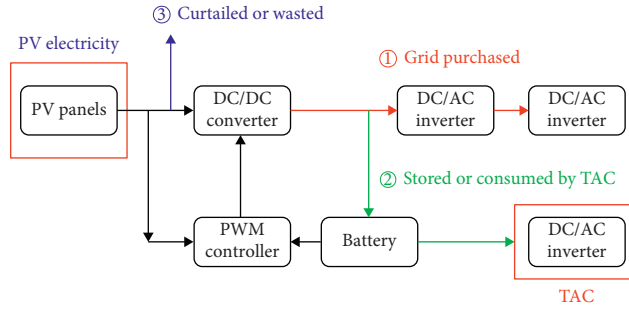 ③ Curtailed or wasted
PV electricity
① Grid purchased
PV panels
DC/DC
converter
DC/AC
inverter
DC/AC
inverter
② Stored or consumed by TAC
PWM
controller
Battery
DC/AC
inverter
TAC